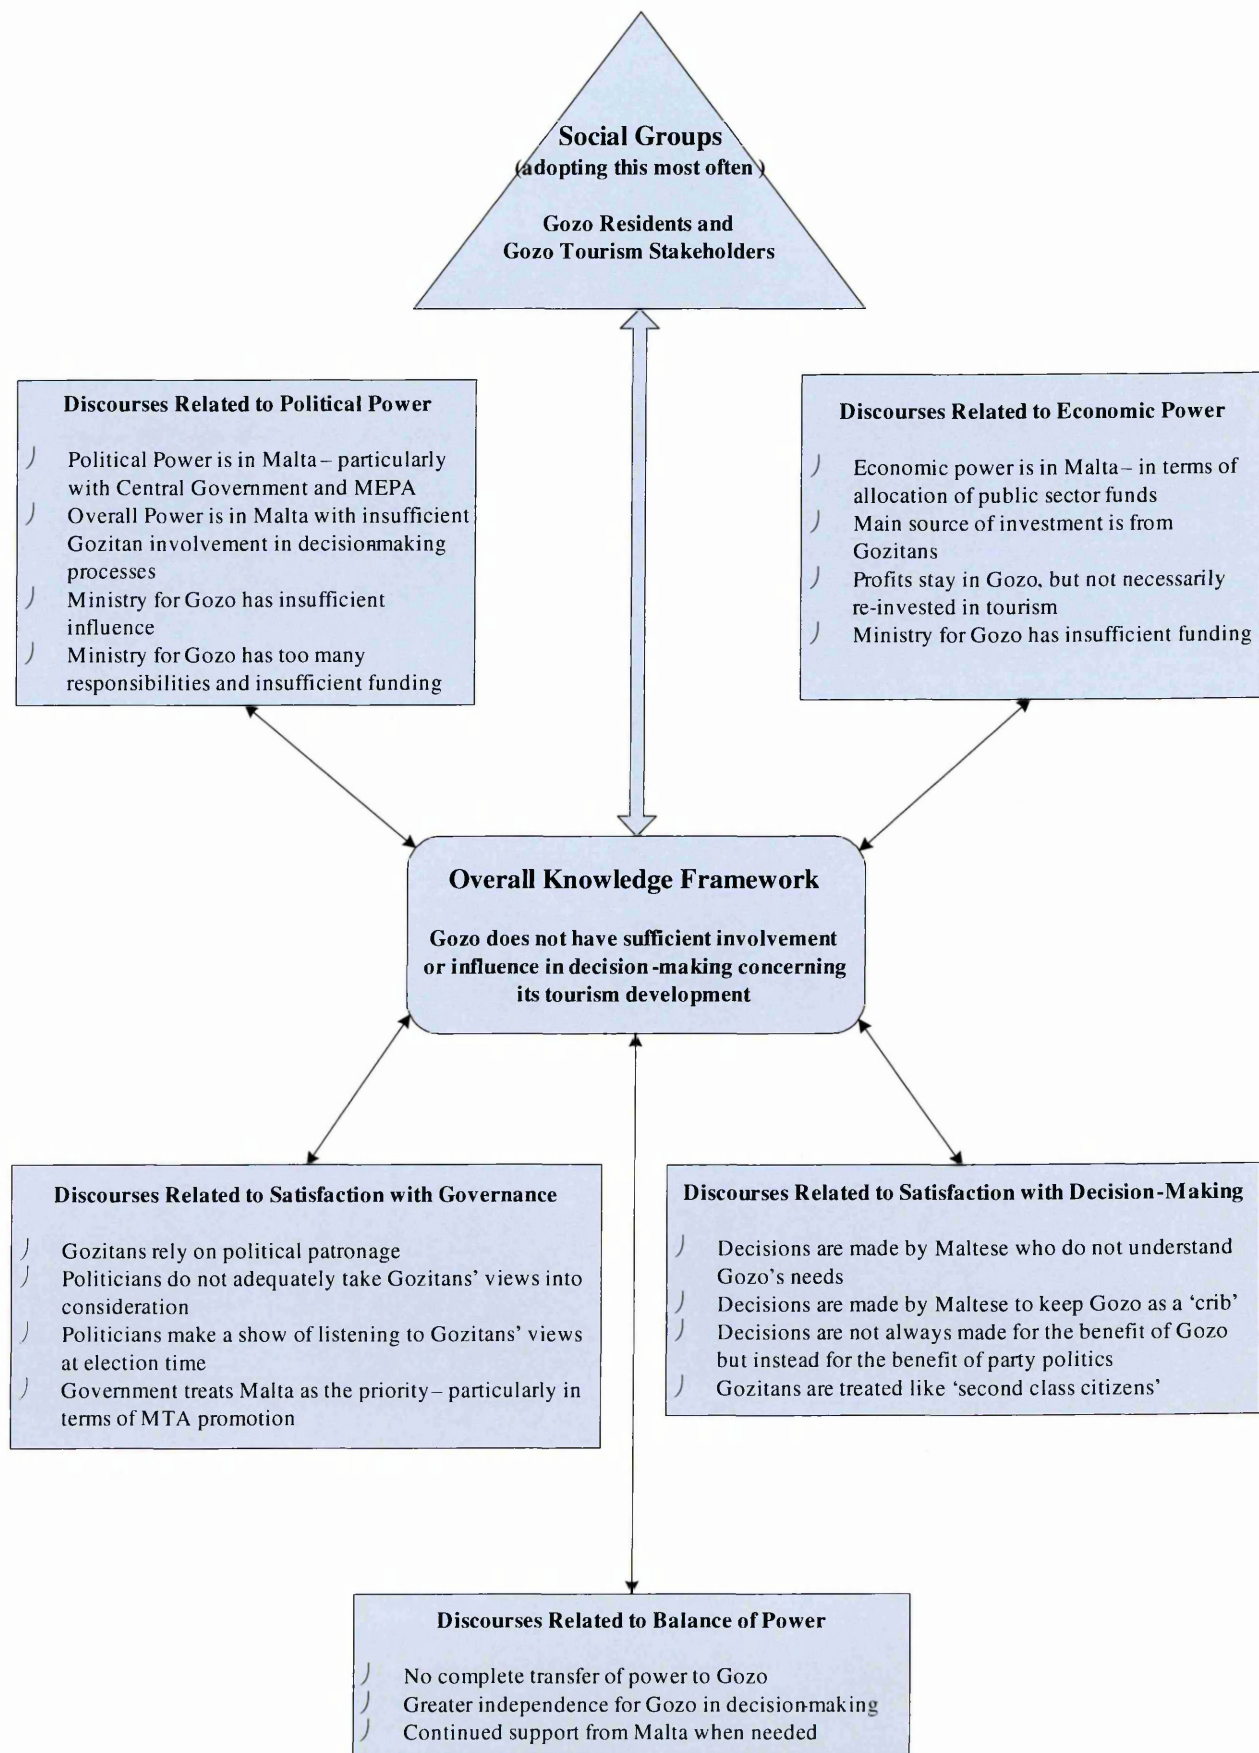 Social Groups
(adopting this most often )
Gozo Residents and
Gozo Tourism Stakeholders
Discourses Related to Political Power
Political Power is in Malta – particularly
with Central Government and MEPA
Overall Power is in Malta with insufficient
Gozitan involvement in decision-making
processes
Ministry for Gozo has insufficient
influence
Ministry for Gozo has too many
responsibilities and insufficient funding
Discourses Related to Economic Power
Economic power is in Malta – in terms of
allocation of public sector funds
Main source of investment is from
Gozitans
Profits stay in Gozo, but not necessarily
re-invested in tourism
Ministry for Gozo has insufficient funding
Overall Knowledge Framework
Gozo does not have sufficient involvement
or influence in decision -making concerning
its tourism development
Discourses Related to Satisfaction with Governance
Gozitans rely on political patronage
Politicians do not adequately take Gozitans’ views into
consideration
Politicians make a show of listening to Gozitans’ views
at election time
Government treats Malta as the priority – particularly in
terms of MTA promotion
Discourses Related to Satisfaction with Decision-Making
Decisions are made by Maltese who do not understand
Gozo’s needs
Decisions are made by Maltese to keep Gozo as a ‘crib’
Decisions are not always made for the benefit of Gozo
but instead for the benefit of party politics
Gozitans are treated like ‘second class citizens’
Discourses Related to Balance of Power
No complete transfer of power to Gozo
Greater independence for Gozo in decision-making
Continued support from Malta when needed